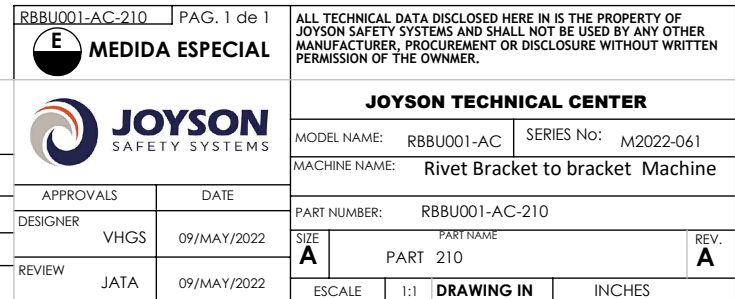 RBBU001-AC-210 PAG. 1 de 1
E MEDIDA ESPECIAL
ALL TECHNICAL DATA DISCLOSED HERE IN IS THE PROPERTY OF
JOYSON SAFETY SYSTEMS AND SHALL NOT BE USED BY ANY OTHER
MANUFACTURER, PROCUREMENT OR DISCLOSURE WITHOUT WRITTEN
PERMISSION OF THE OWNMER.
JOYSON
SAFETY SYSTEMS
JOYSON TECHNICAL CENTER
MODEL NAME: RBBU001-AC SERIES No: M2022-061
MACHINE NAME: Rivet Bracket to bracket Machine
APPROVALS DATE
DESIGNER
VHGS 09/MAY/2022
REVIEW
JATA 09/MAY/2022
PART NUMBER: RBBU001-AC-210
SIZE PART NAME REV.
A PART 210 A
ESCALE 1:1 DRAWING IN INCHES